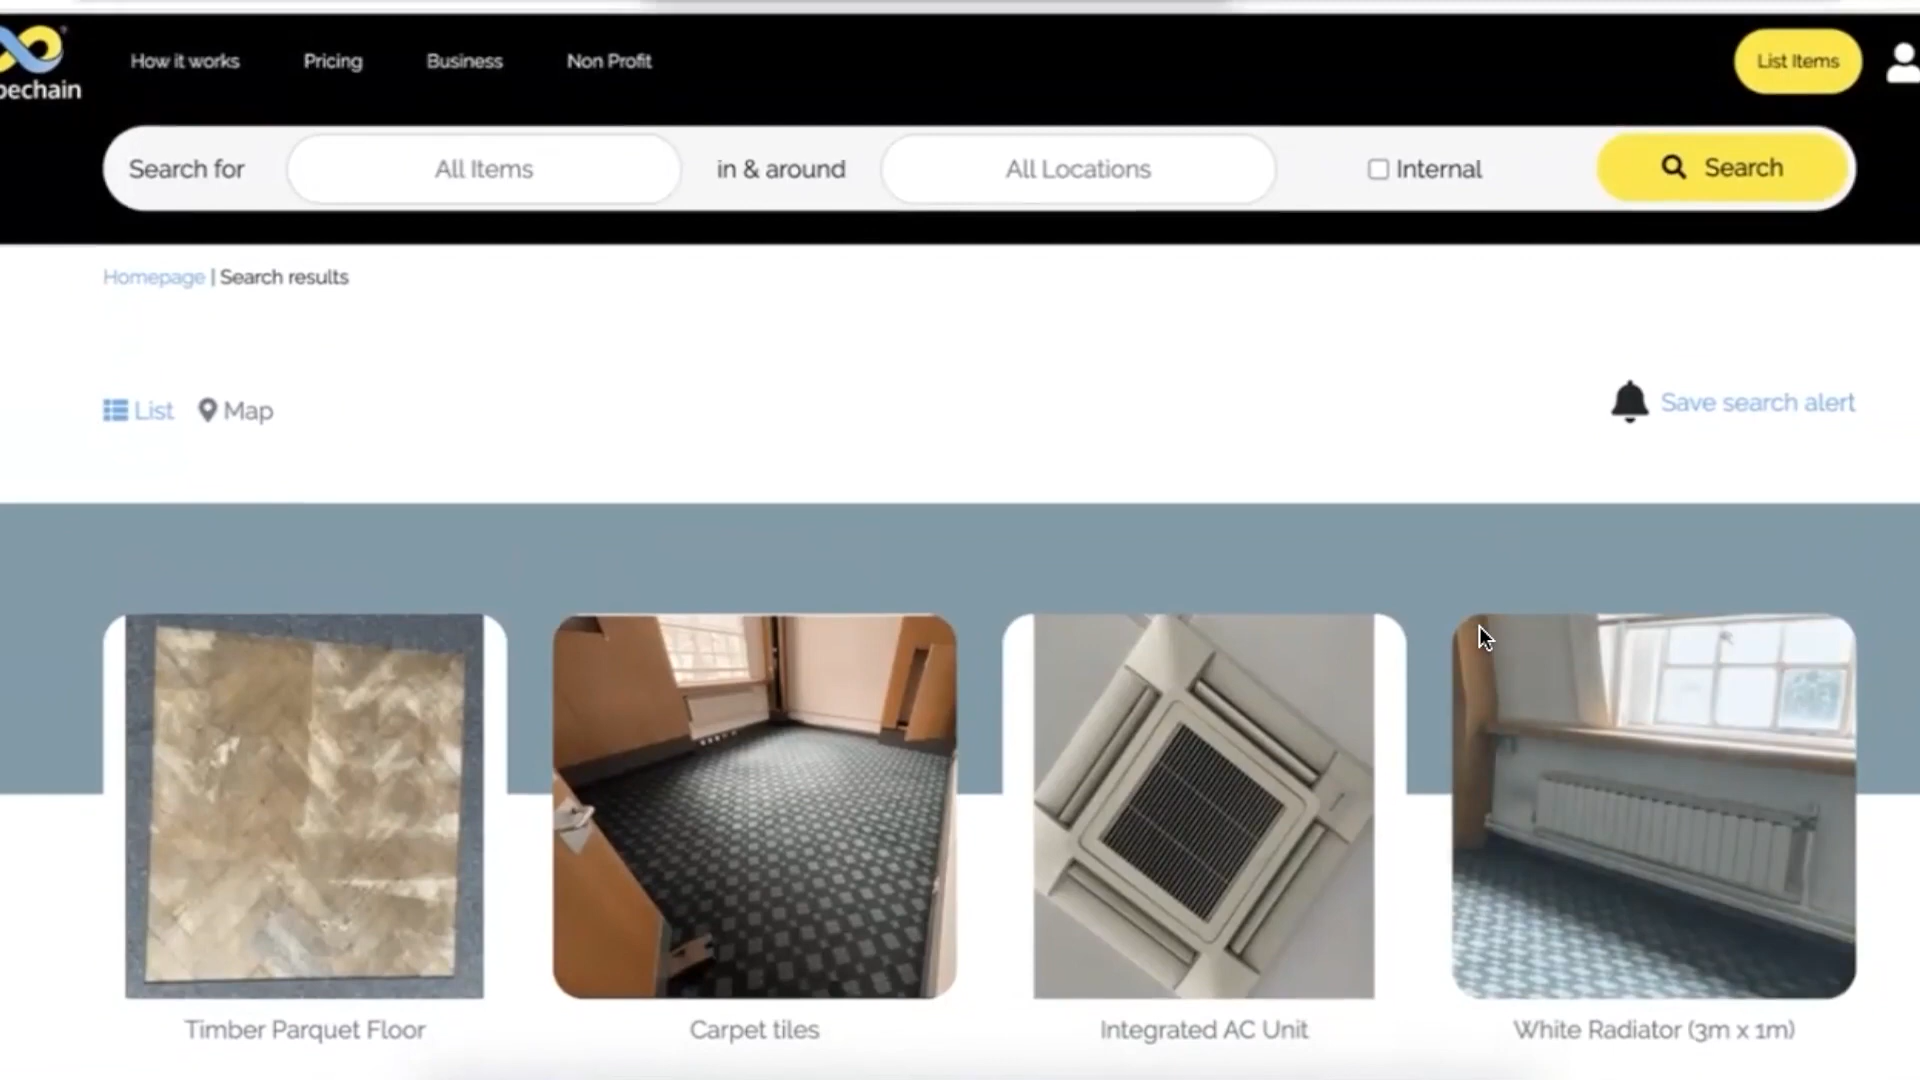 How it works
Pricing
Business
Non Profit
List Items
pechain
Search for
All Items
in & around
All Locations
Internal
Search
Homepage | Search results
List
Map
Save search alert
Timber Parquet Floor
Carpet tiles
Integrated AC Unit
White Radiator (3m x 1m)